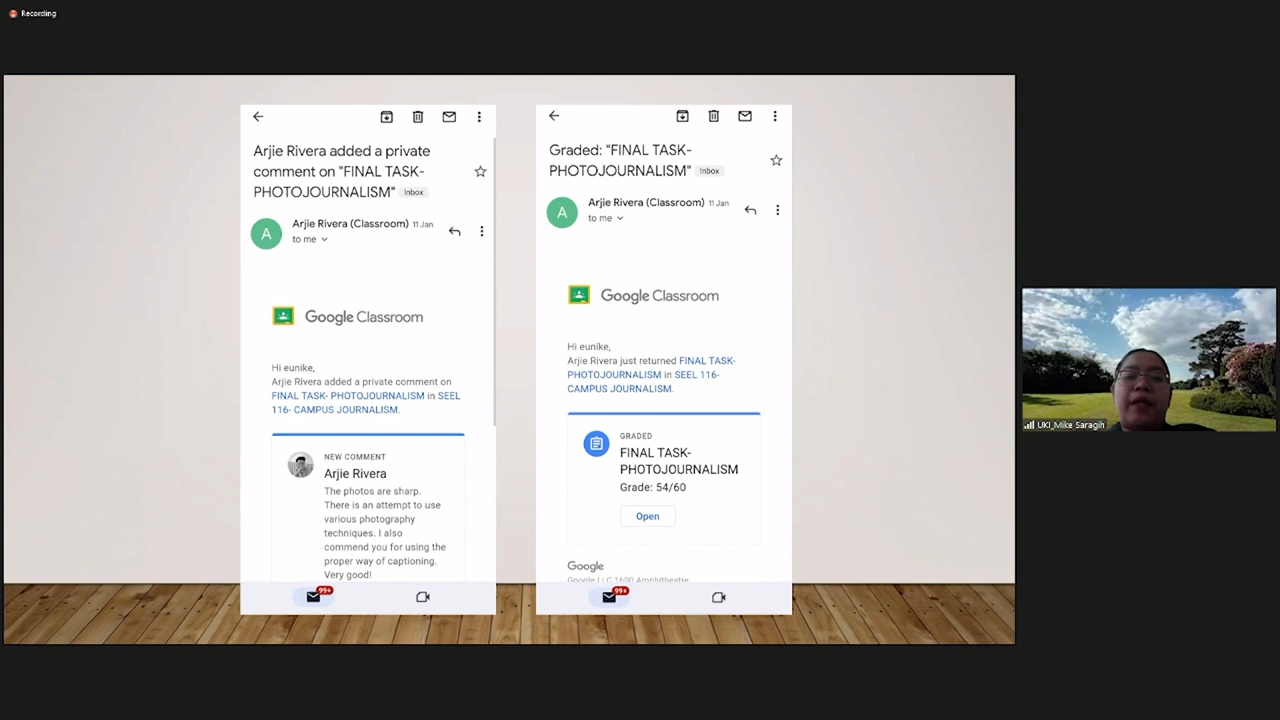 Recording
Arjie Rivera added a private
comment on "FINAL TASK-
PHOTOJOURNALISM" Inbox
A
Arjie Rivera (Classroom) 11 Jan
to me
Google Classroom
Hi eunike,
Arjie Rivera added a private comment on
FINAL TASK- PHOTOJOURNALISM in SEEL
116- CAMPUS JOURNALISM.
NEW COMMENT
Arjie Rivera
The photos are sharp.
There is an attempt to use
various photography
techniques. I also
commend you for using the
proper way of captioning.
Very good!
99+
Graded: "FINAL TASK-
PHOTOJOURNALISM" Inbox
A
Arjie Rivera (Classroom) 11 Jan
to me
Google Classroom
Hi eunike,
Arjie Rivera just returned FINAL TASK-
PHOTOJOURNALISM in SEEL 116-
CAMPUS JOURNALISM.
GRADED
FINAL TASK-
PHOTOJOURNALISM
Grade: 54/60
Open
Google
Google LLC 1600 Amphitheatre
99+
UKI_Mike Saragih